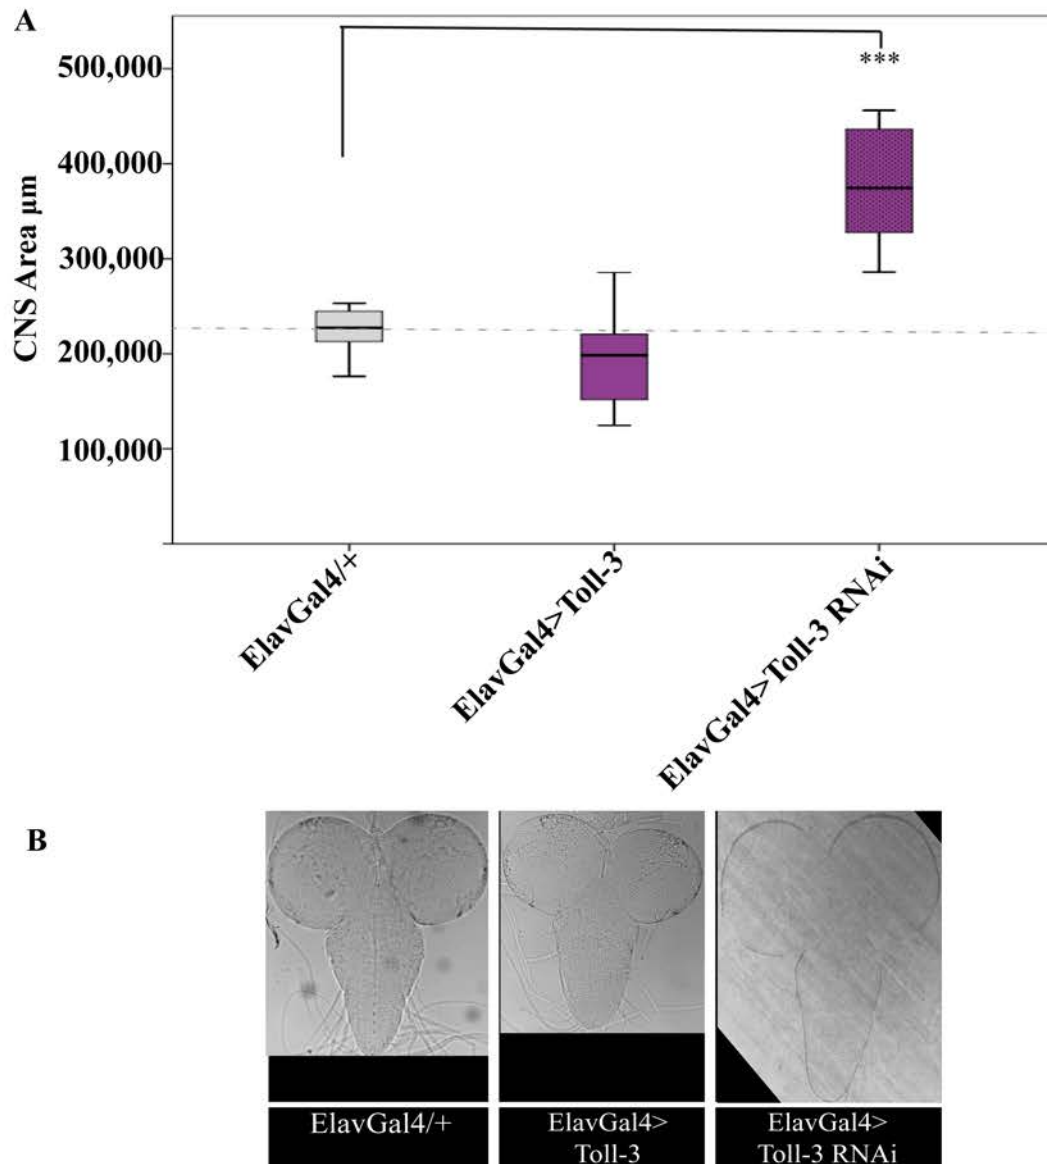 A
500,000
400,000
300,000
200,000
100,000
CNS Area µm
***
ElavGal4/+
ElavGal4>Toll-3
ElavGal4>Toll-3 RNAi
B
ElavGal4/+
ElavGal4>
Toll-3
ElavGal4>
Toll-3 RNAi